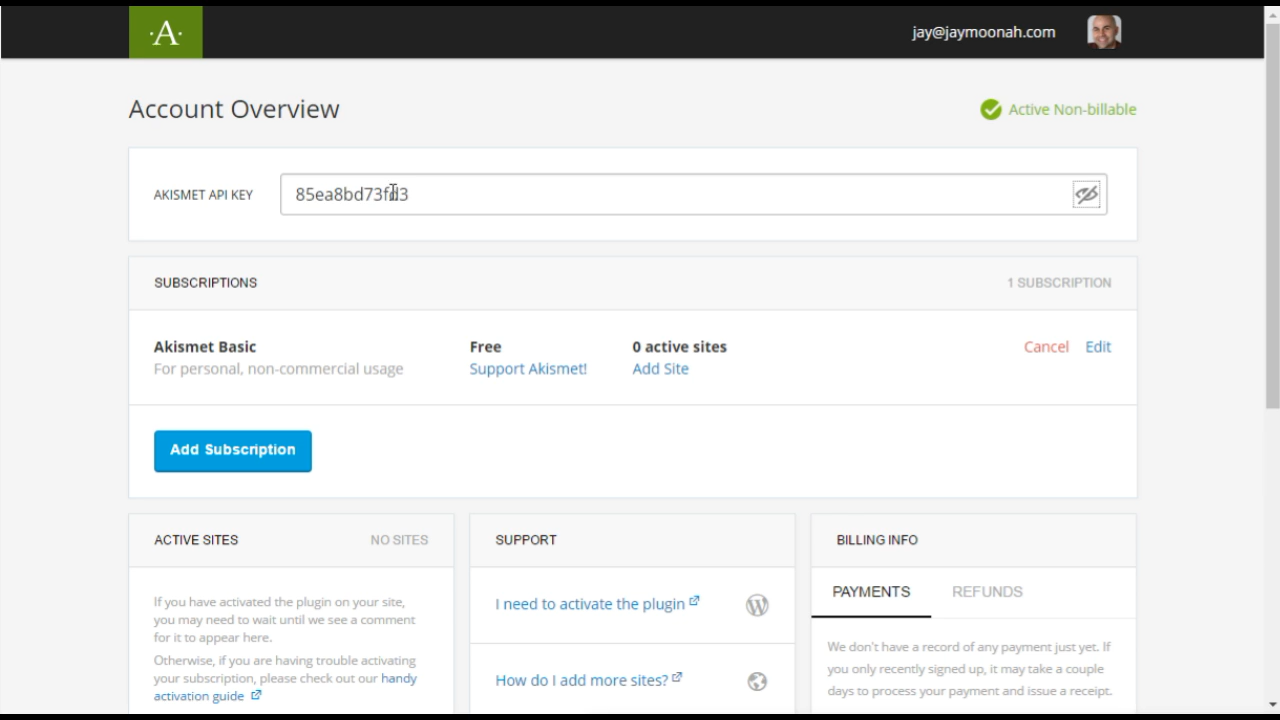 ·A·
jay@jaymoonah.com
Account Overview
Active Non-billable
AKISMET API KEY
SUBSCRIPTIONS
1 SUBSCRIPTION
Akismet Basic
Free
0 active sites
Cancel
Edit
For personal, non-commercial usage
Support Akismet!
Add Site
Add Subscription
ACTIVE SITES
NO SITES
If you have activated the plugin on your site,
you may need to wait until we see a comment
for it to appear here.
Otherwise, if you are having trouble activating
your subscription, please check out our handy
activation guide
SUPPORT
I need to activate the plugin
How do I add more sites?
BILLING INFO
PAYMENTS
REFUNDS
We don't have a record of any payment just yet. If
you only recently signed up, it may take a couple
days to process your payment and issue a receipt.